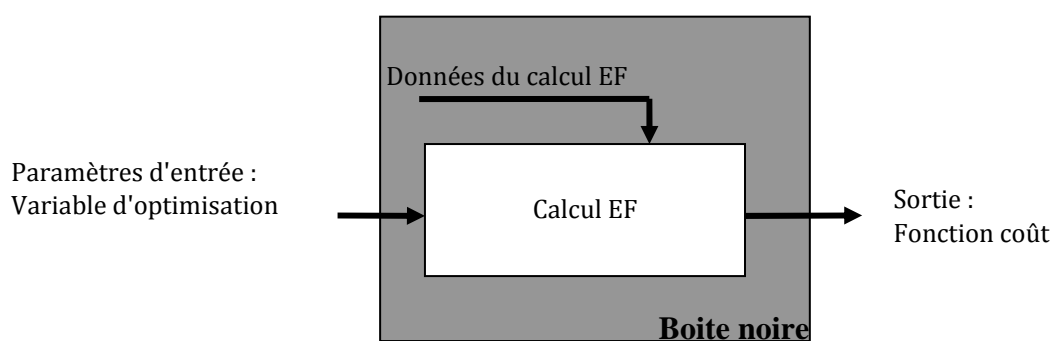 Données du calcul EF
Paramètres d'entrée :
Variable d'optimisation
Calcul EF
Sortie :
Fonction coût
Boite noire